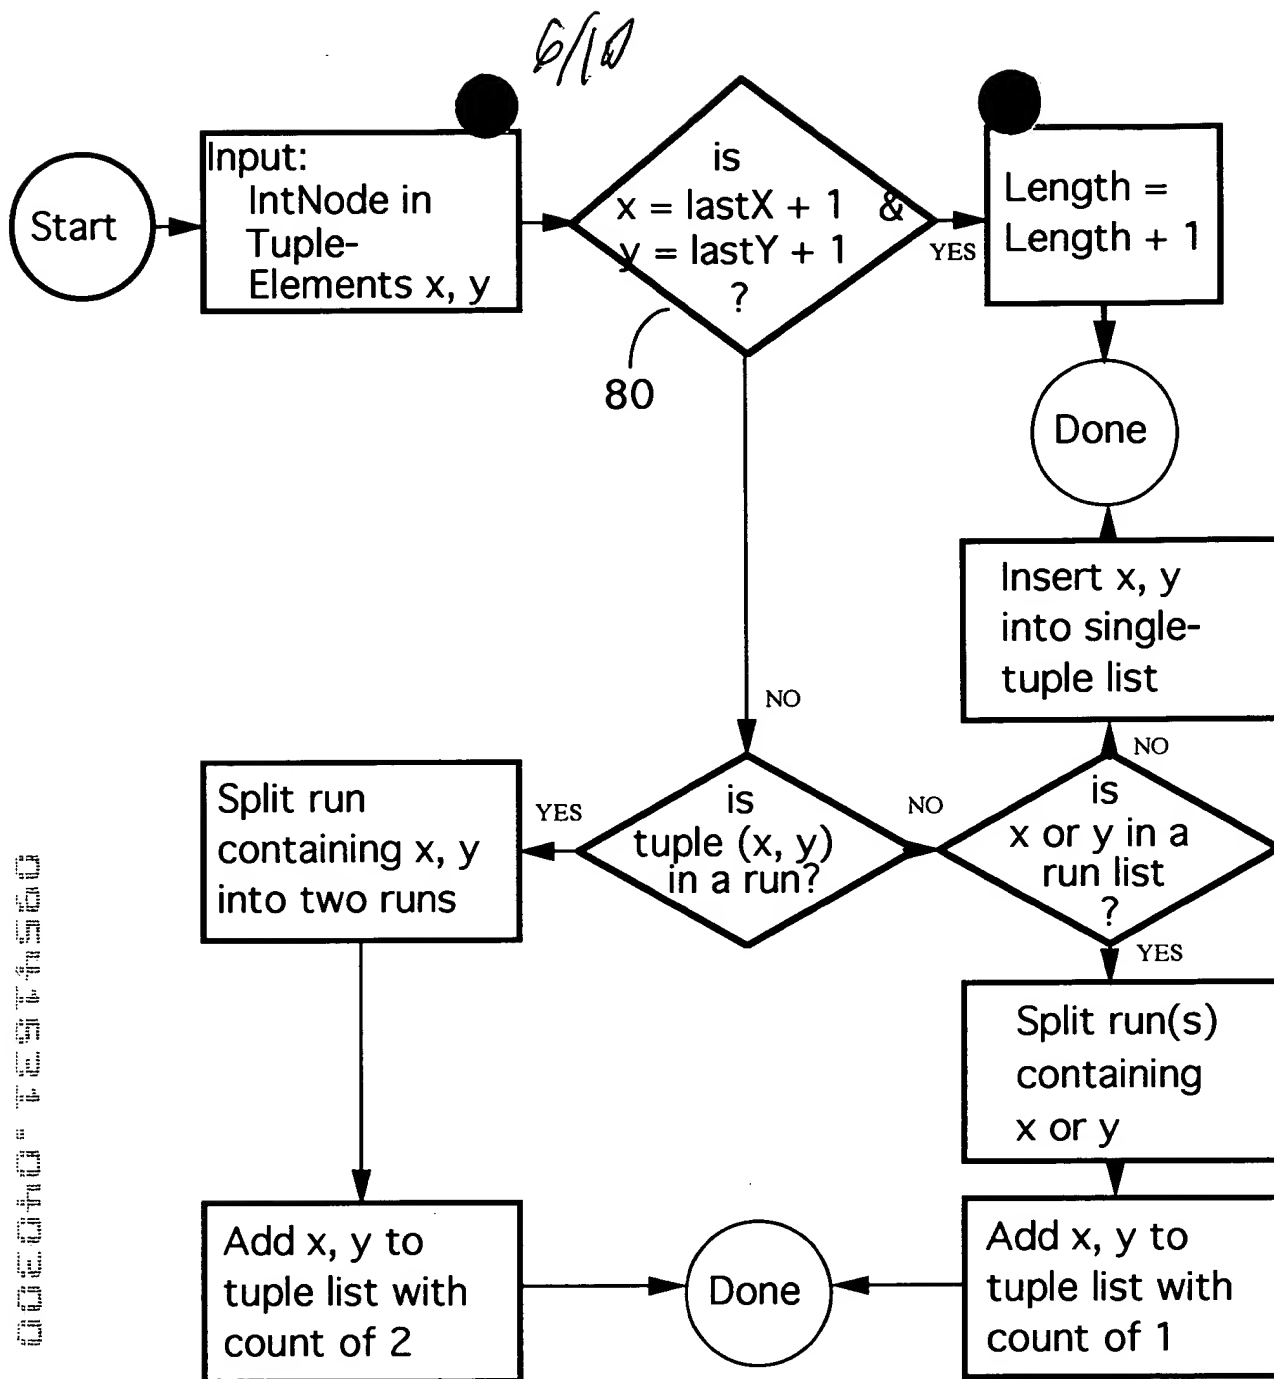 6/10
Start
Input:
IntNode in
Tuple-
Elements x, y
is
x = lastX + 1 &
y = lastY + 1
?
YES
Length =
Length + 1
80
Done
Insert x, y
into single-
tuple list
NO
NO
Split run
containing x, y
into two runs
YES
is
tuple (x, y)
in a run?
NO
is
x or y in a
run list
?
YES
Split run(s)
containing
x or y
Add x, y to
tuple list with
count of 2
Done
Add x, y to
tuple list with
count of 1